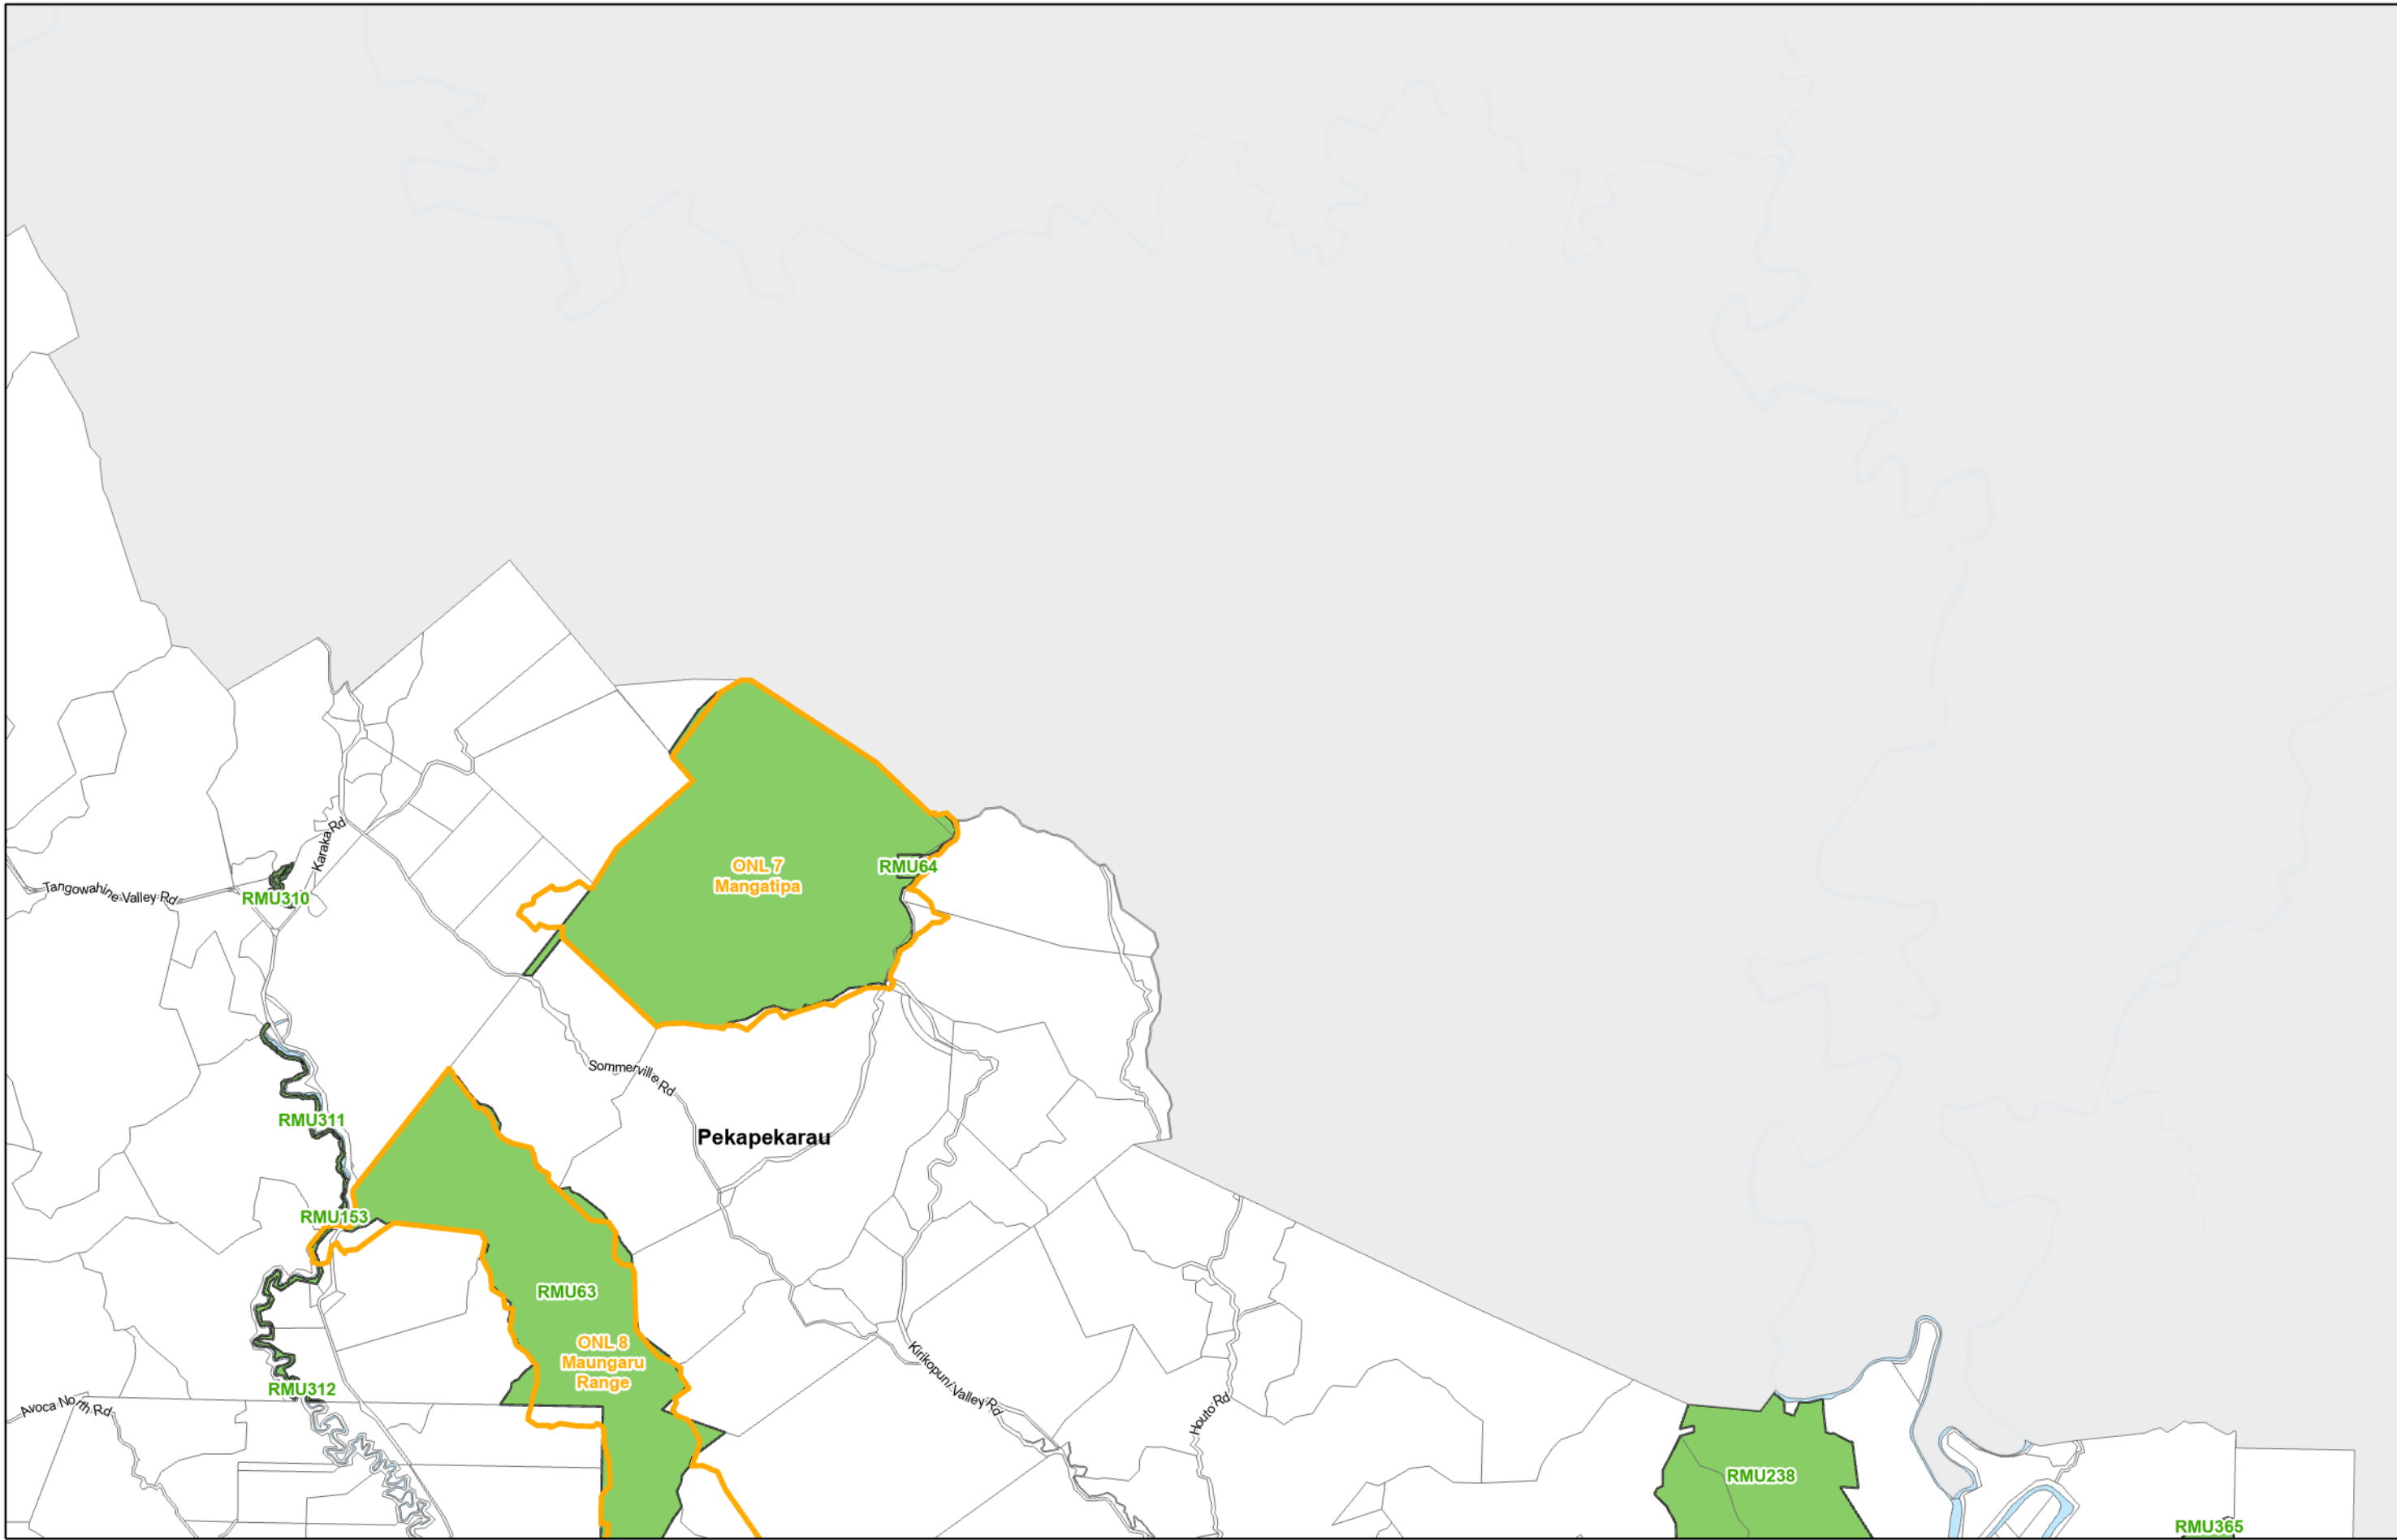 Karaka Rd
ONL 7
Mangatipa
RMU64
Tangowahine Valley Rd
RMU310
Sommerville Rd
RMU311
Pekapekarau
RMU153
RMU63
ONL 8
Maungaru
Range
RMU312
Kirikopuni Valley Rd
Avoca North Rd
Houto Rd
RMU238
RMU365